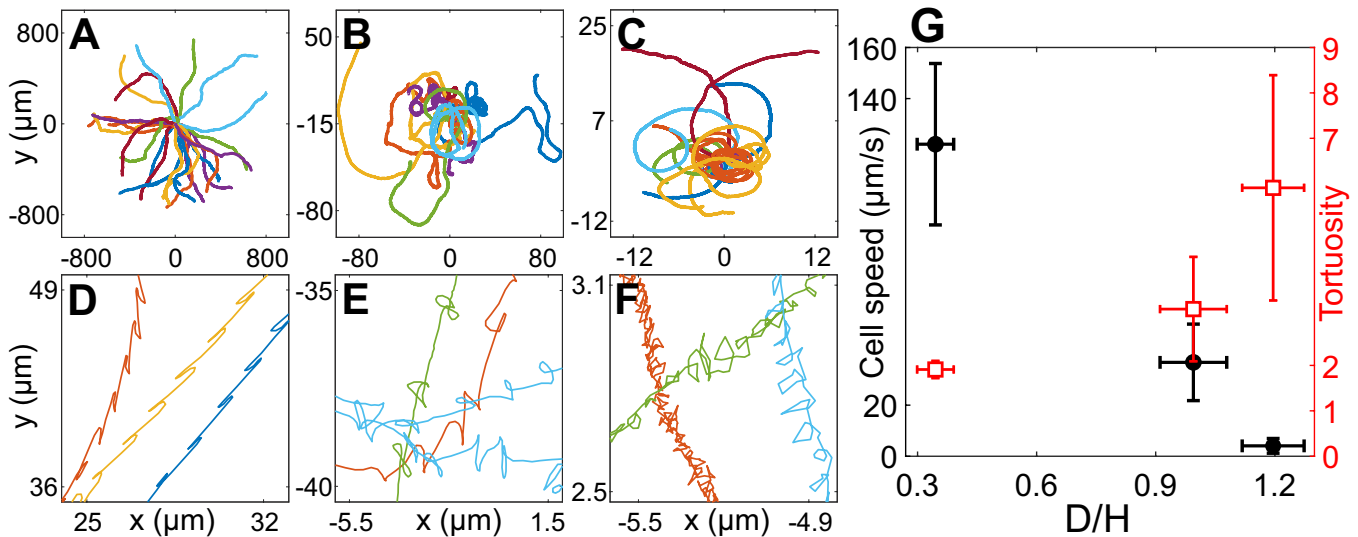 A
y (µm)
800
0
-800
-800
0
800
B
50
-15
-80
-80
0
80
C
25
7
-12
-12
0
12
D
y (µm)
49
36
25
x (µm)
32
E
-35
-40
-5.5
x (µm)
1.5
F
3.1
2.5
-5.5
x (µm)
-4.9
G
Cell speed (µm/s)
160
140
20
0
0.3
0.6
0.9
1.2
D/H
9
8
7
2
1
0
Tortuosity